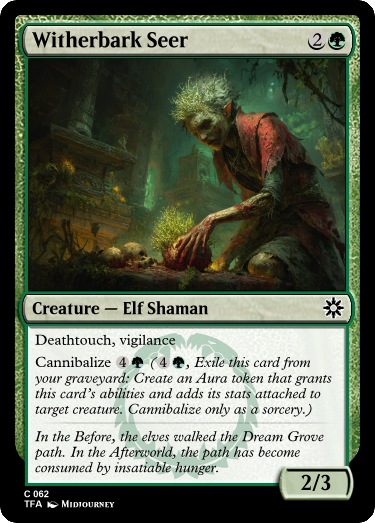 Witherbark Seer 2
Creature — Elf Shaman
Deathtouch, vigilance
Cannibalize 4 (4, Exile this card from
your graveyard: Create an Aura token that grants
this card's abilities and adds its stats attached to
target creature. Cannibalize only as a sorcery.)
In the Before, the elves walked the Dream Grove
path. In the Afterworld, the path has become
consumed by insatiable hunger.
2/3
C 062
TFA Midjourney